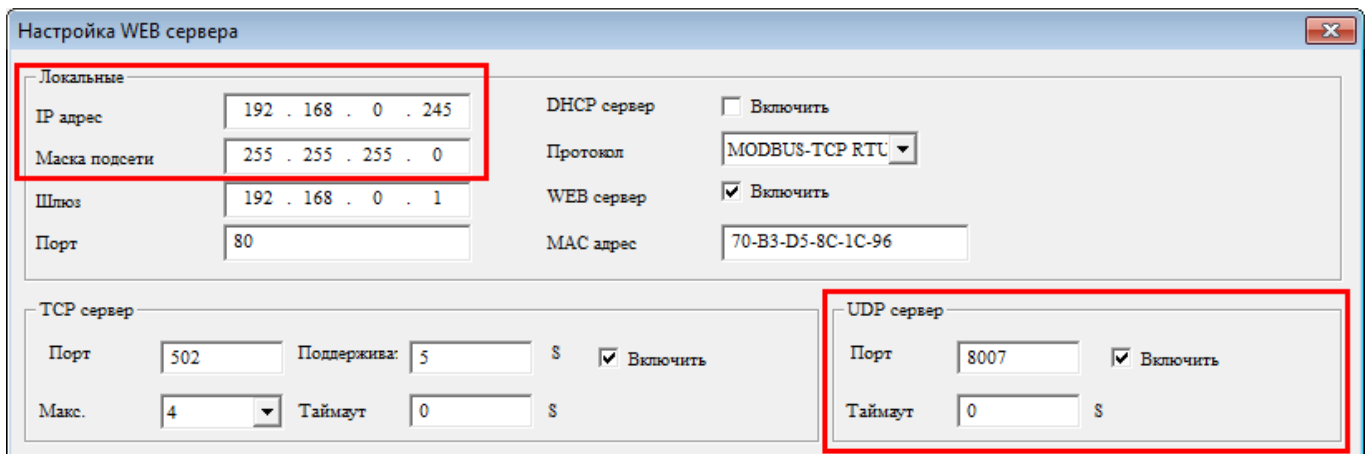 Настройка WEB сервера
Локальные
IP адрес 192 . 168 . 0 . 245 DHCP сервер Включить
Маска подсети 255 . 255 . 255 . 0 Протокол MODBUS-TCP RTU
Шлюз 192 . 168 . 0 . 1 WEB сервер Включить
Порт 80 MAC адрес 70-B3-D5-8C-1C-96
TCP сервер UDP сервер
Порт 502 Поддержива: 5 S Включить Порт 8007 Включить
Макс. 4 Таймаут 0 S Таймаут 0 S